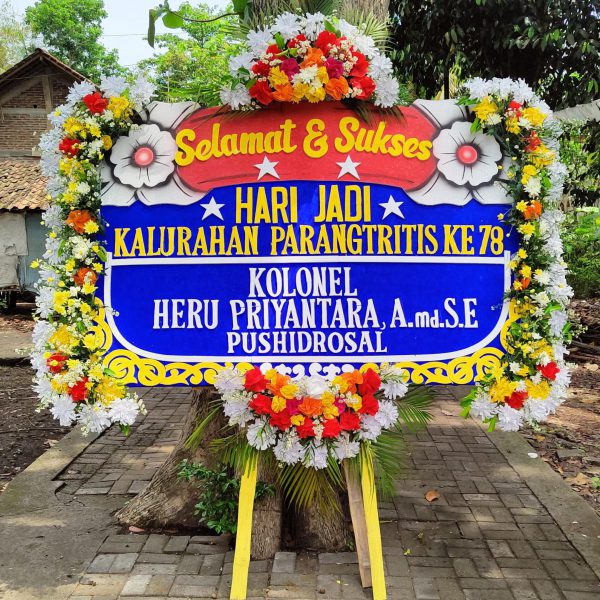 Selamat & Sukses
HARI JADI
KALURAHAN PARANGTRITIS KE 78
KOLONEL
HERU PRIYANTARA, A.md.S.E
PUSHIDROSAL